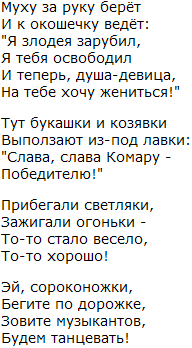 Муху за руку берёт
И к окошечку ведёт:
"Я злодея зарубил,
Я тебя освободил
И теперь, душа-девица,
На тебе хочу жениться!"

Тут букашки и козявки
Выползают из-под лавки:
"Слава, слава Комару -
Победителю!"

Прибегали светляки,
Зажигали огоньки -
То-то стало весело,
То-то хорошо!

Эй, сороконожки,
Бегите по дорожке,
Зовите музыкантов,
Будем танцевать!